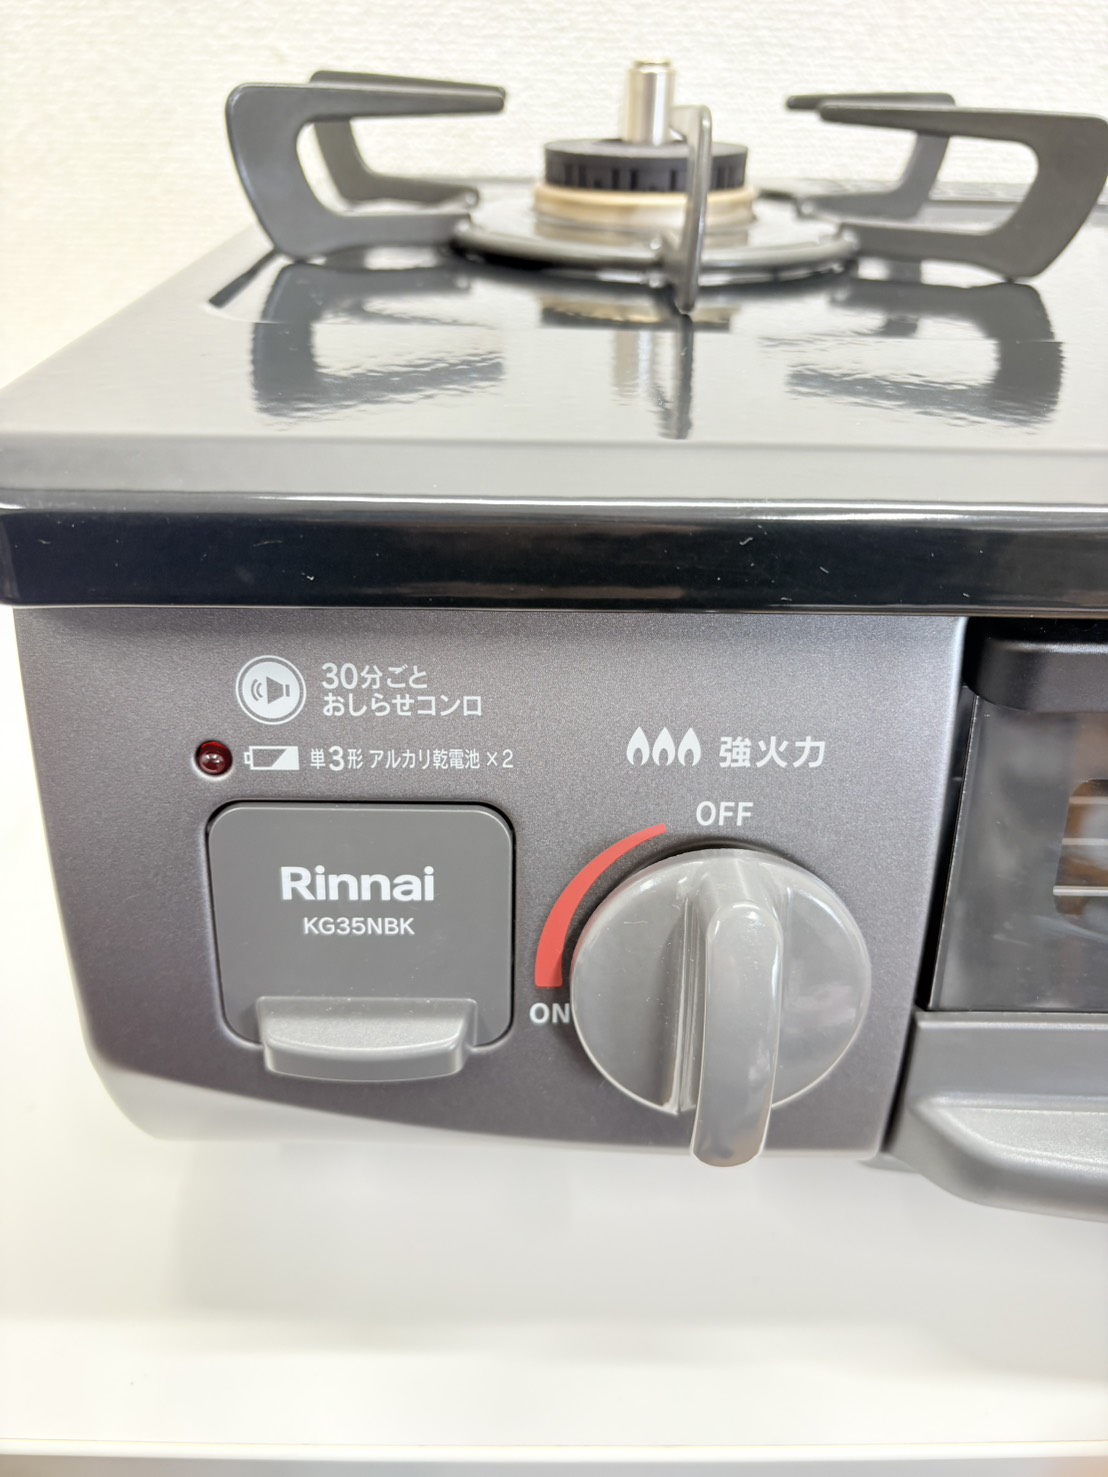 30分ごと
おしらせコンロ
単3形 アルカリ乾電池×2
強火力
OFF
Rinnai
KG35NBK
ON